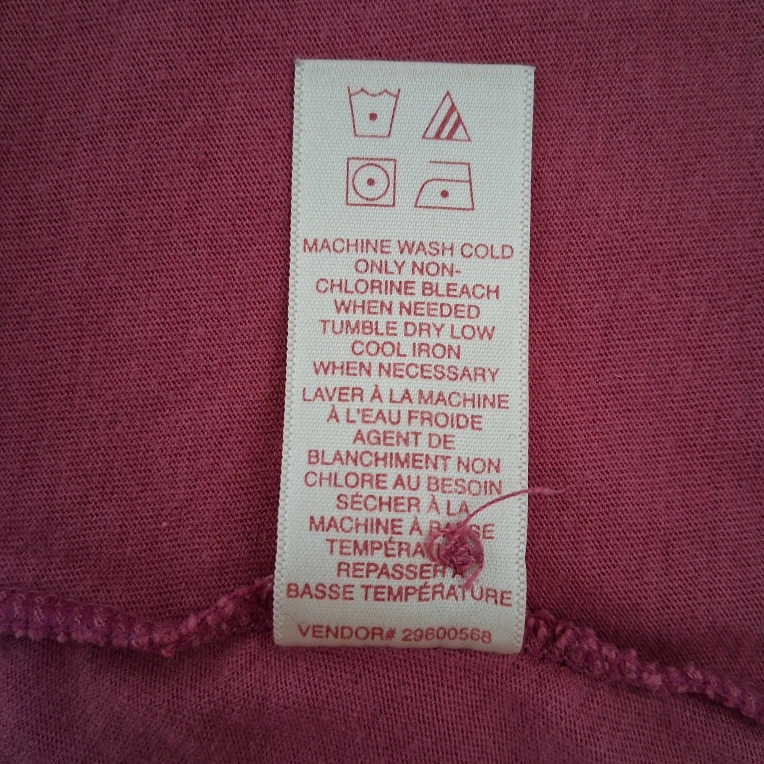 MACHINE WASH COLD
ONLY NON-
CHLORINE BLEACH
WHEN NEEDED
TUMBLE DRY LOW
COOL IRON
WHEN NECESSARY
LAVER À LA MACHINE
À L'EAU FROIDE
AGENT DE
BLANCHIMENT NON
CHLORE AU BESOIN
SÉCHER À LA
MACHINE À
REPASSER
BASSE TEMPÉRATURE
VENDOR# 29800568